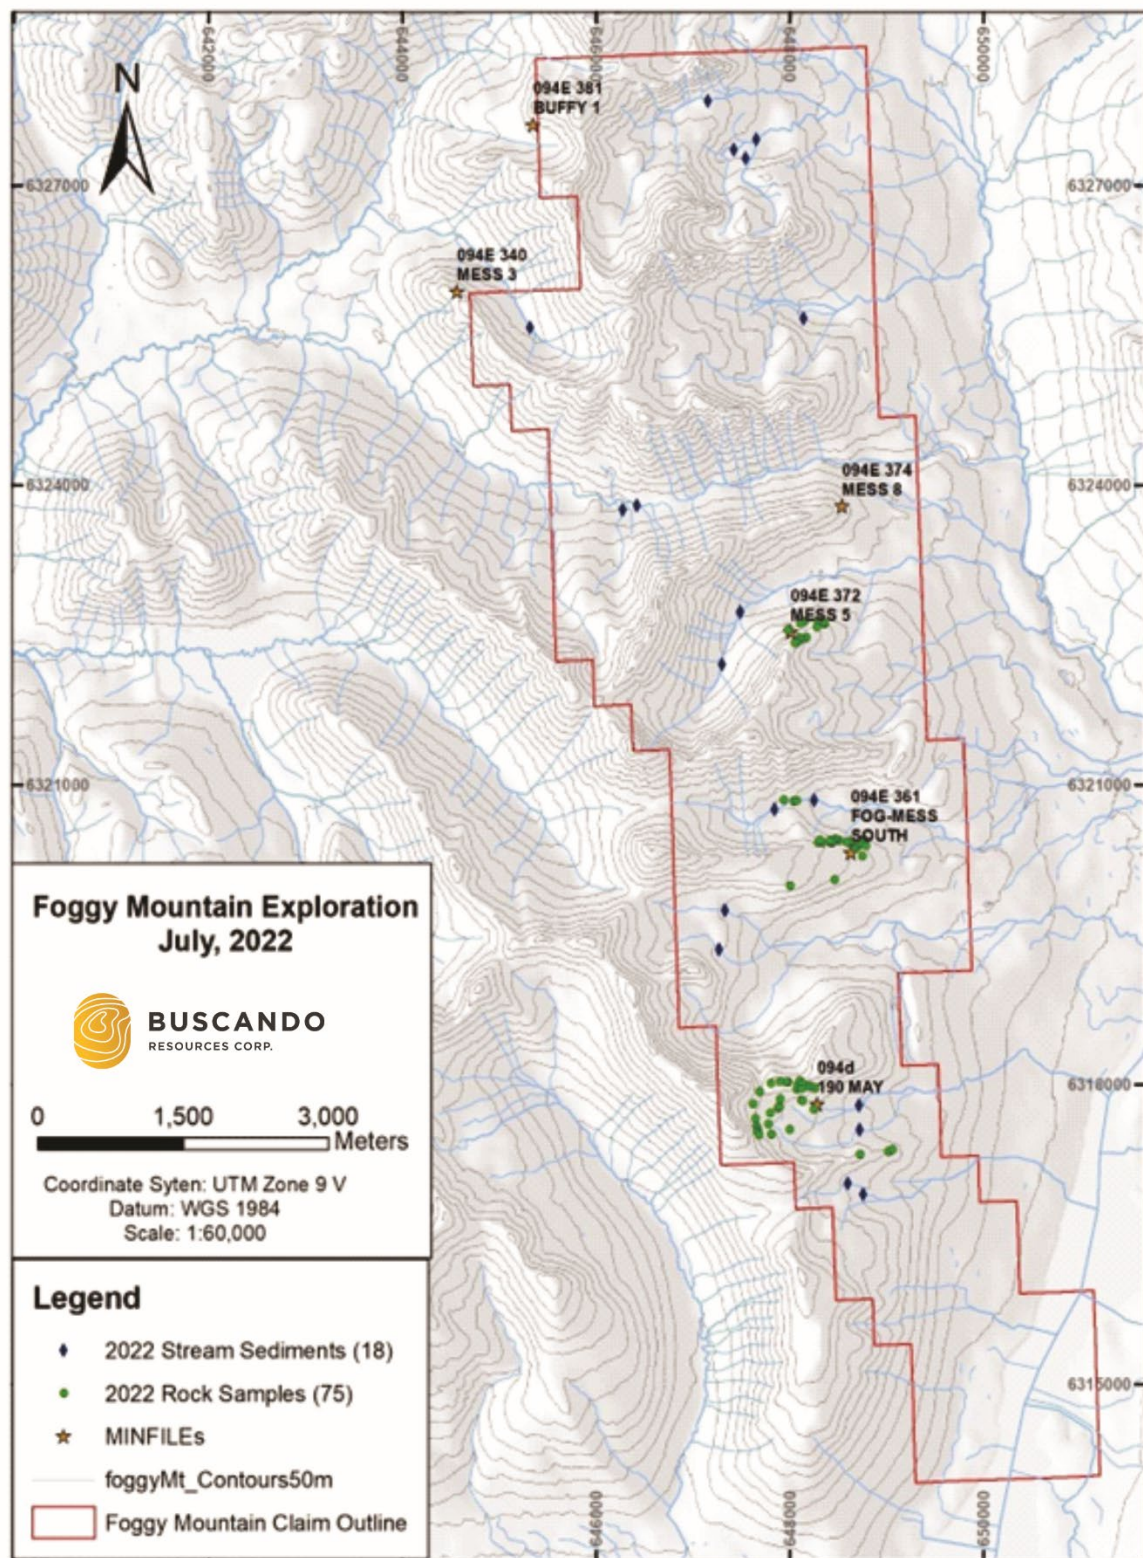 642000
644000
646000
648000
650000
N
094E 381
BUFFY 1
6327000
6327000
094E 340
MESS 3
094E 374
MESS 8
6324000
6324000
094E 372
MESS 5
6321000
6321000
094E 361
FOG-MESS
SOUTH
Foggy Mountain Exploration
July, 2022
BUSCANDO
RESOURCES CORP.
0 1,500 3,000
Meters
Coordinate Syten: UTM Zone 9 V
Datum: WGS 1984
Scale: 1:60,000
094d
190 MAY
6318000
Legend
2022 Stream Sediments (18)
2022 Rock Samples (75)
MINFILEs
foggyMt_Contours50m
Foggy Mountain Claim Outline
6315000
646000
648000
650000